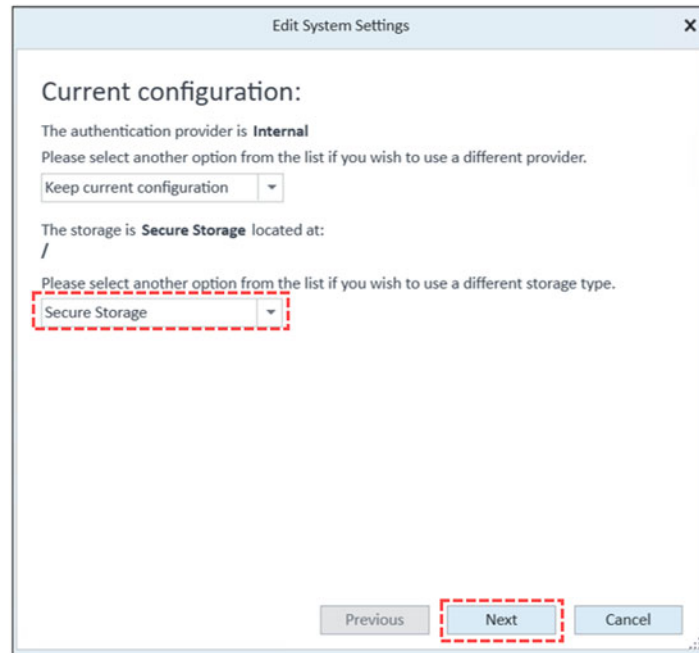 Edit System Settings
Current configuration:
The authentication provider is Internal
Please select another option from the list if you wish to use a different provider.
Keep current configuration
The storage is Secure Storage located at:
/
Please select another option from the list if you wish to use a different storage type.
Secure Storage
Previous Next Cancel